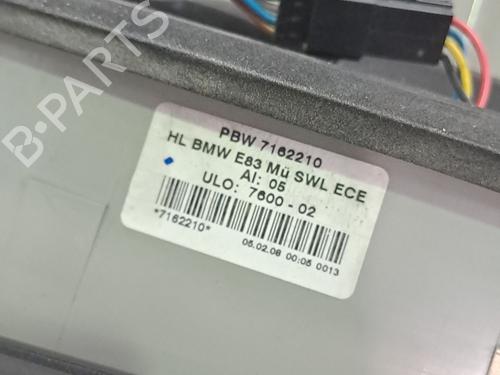 PBW 7162210
HL BMW E83 Mü SWL ECE
AI: 05
ULO: 7600 - 02
*7162210*
05.02.08 00:05 0013
B-PARTS